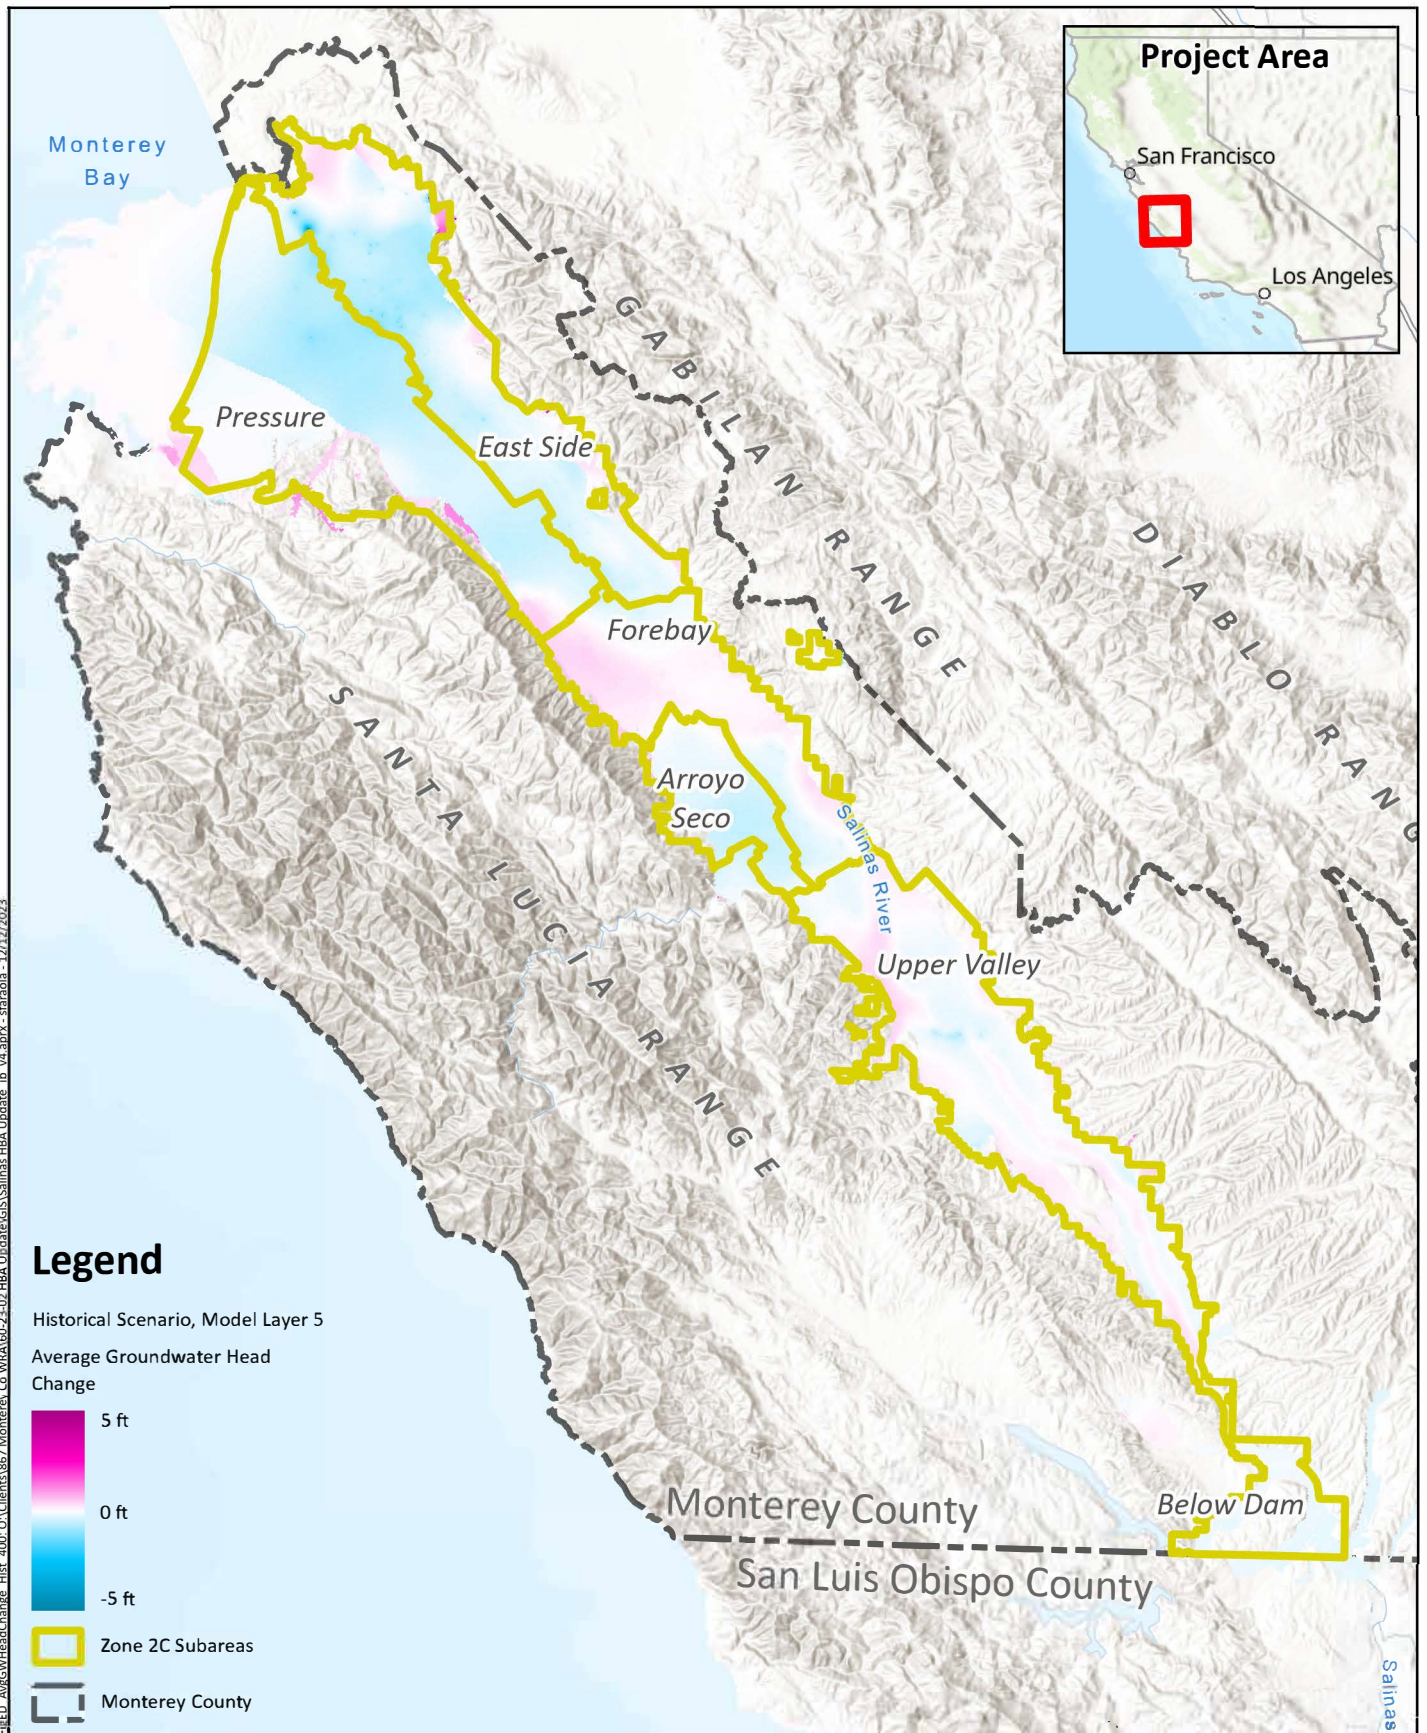 Project Area
San Francisco
Los Angeles
Monterey
Bay
GABILAN RANGE
DIABLO RANG
Pressure
East Side
Forebay
SANTA LUCIA RANGE
Arroyo
Seco
Salinas River
Upper Valley
Below Dam
Monterey County
San Luis Obispo County
Salinas
Legend
Historical Scenario, Model Layer 5
Average Groundwater Head
Change
5 ft
0 ft
-5 ft
Zone 2C Subareas
Monterey County